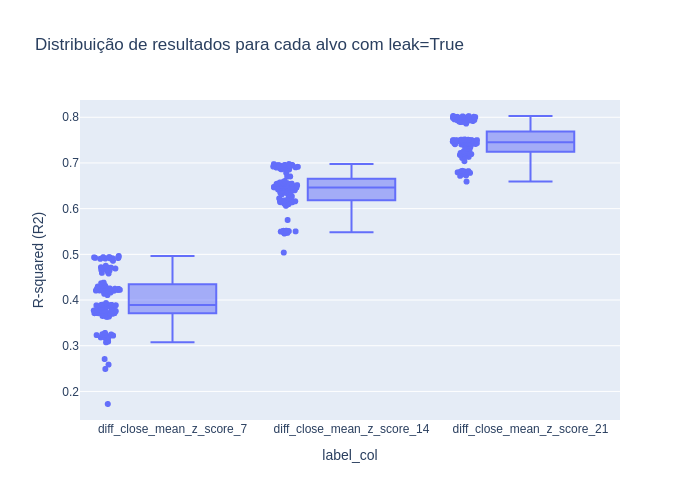 Distribuição de resultados para cada alvo com leak=True
0.8
0.7
0.6
0.5
0.4
0.3
0.2
R-squared (R2)
diff_close_mean_z_score_7
diff_close_mean_z_score_14
diff_close_mean_z_score_21
label_col